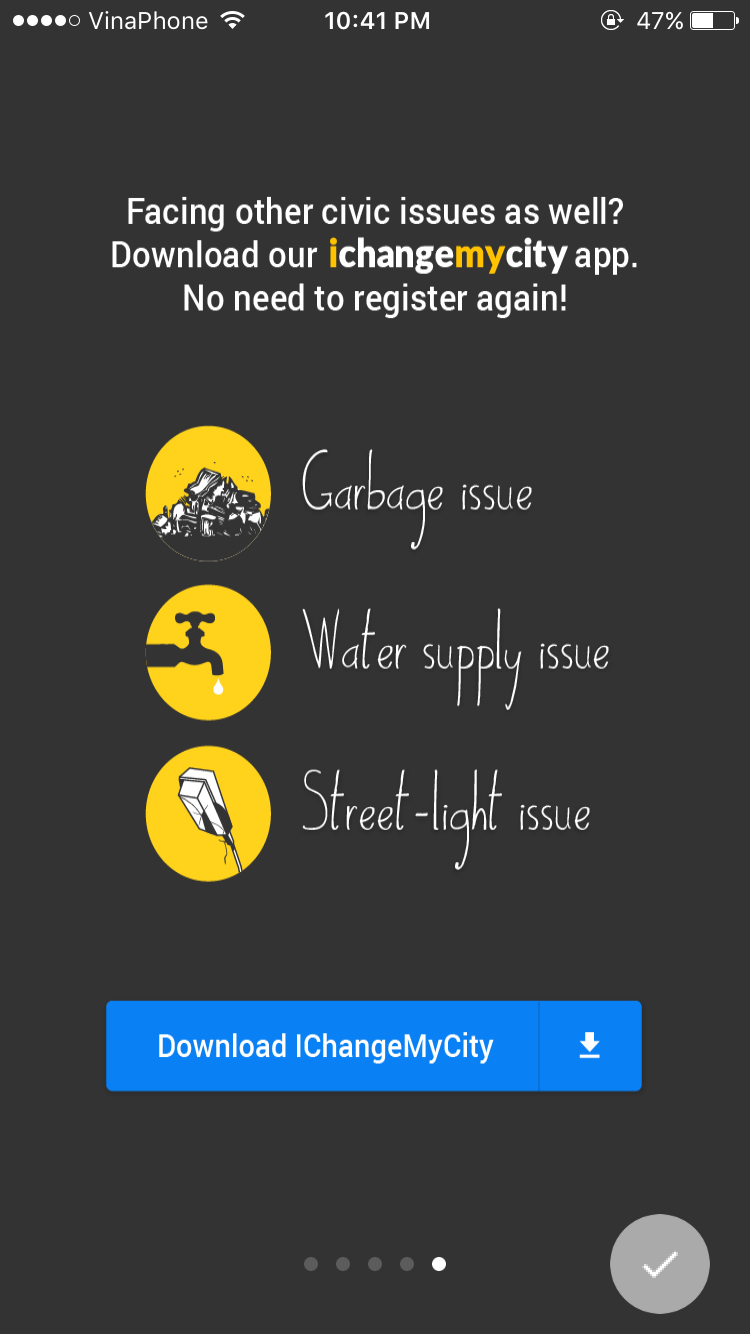 VinaPhone 10:41 PM 47%
Facing other civic issues as well?
Download our ichangemycity app.
No need to register again!
Garbage issue
Water supply issue
Street-light issue
Download IChangeMyCity